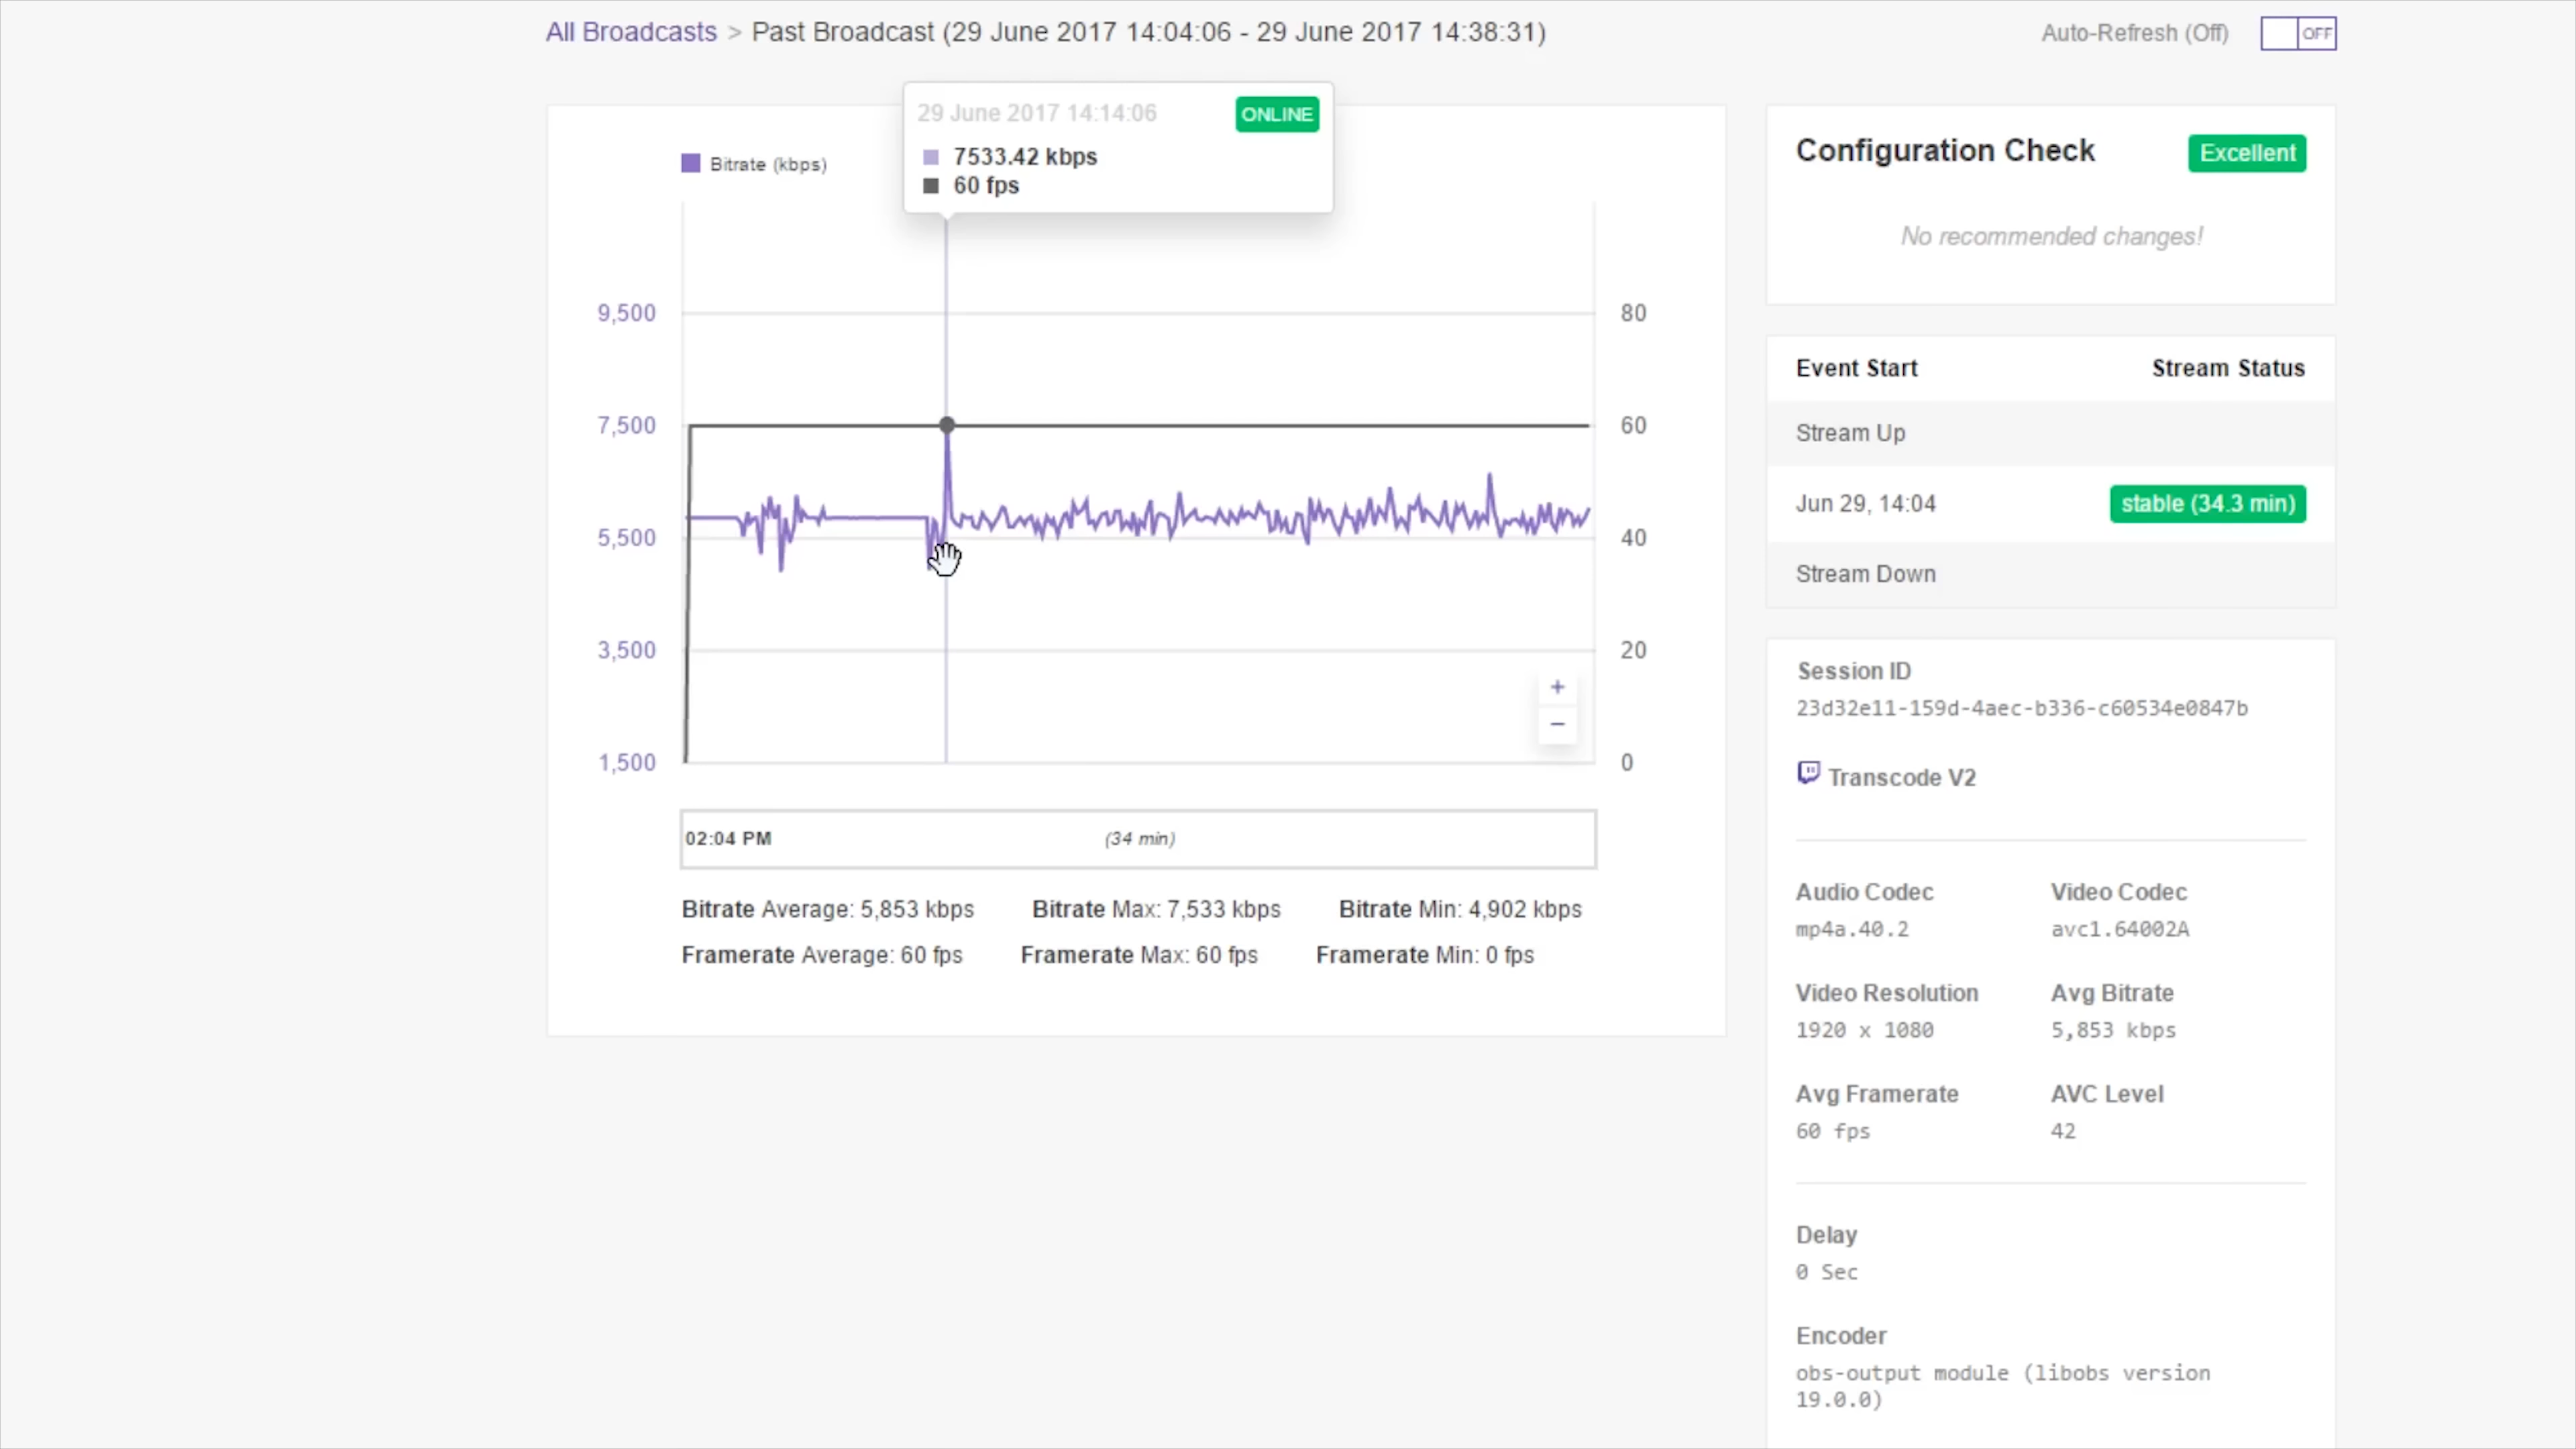 All Broadcasts > Past Broadcast (29 June 2017 14:04:06 - 29 June 2017 14:38:31)
Auto-Refresh (Off) OFF
29 June 2017 14:14:06 ONLINE
7533.42 kbps
60 fps
Bitrate (kbps)
9,500
7,500
5,500
3,500
1,500
80
60
40
20
0
+
−
02:04 PM (34 min)
Bitrate Average: 5,853 kbps Bitrate Max: 7,533 kbps Bitrate Min: 4,902 kbps
Framerate Average: 60 fps Framerate Max: 60 fps Framerate Min: 0 fps
Configuration Check Excellent
No recommended changes!
Event Start Stream Status
Stream Up
Jun 29, 14:04 stable (34.3 min)
Stream Down
Session ID
23d32e11-159d-4aec-b336-c60534e0847b
Transcode V2
Audio Codec Video Codec
mp4a.40.2 avc1.64002A
Video Resolution Avg Bitrate
1920 x 1080 5,853 kbps
Avg Framerate AVC Level
60 fps 42
Delay
0 Sec
Encoder
obs-output module (libobs version
19.0.0)